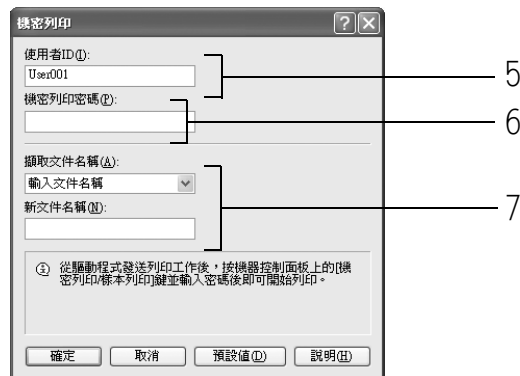 機密列印
使用者ID(I):
User001
5
機密列印密碼(P):
6
擷取文件名稱(A):
輸入文件名稱
新文件名稱(N):
7
從驅動程式發送列印工作後，按機器控制面板上的[機
密列印/樣本列印]鍵並輸入密碼後即可開始列印。
確定 取消 預設值(D) 說明(H)